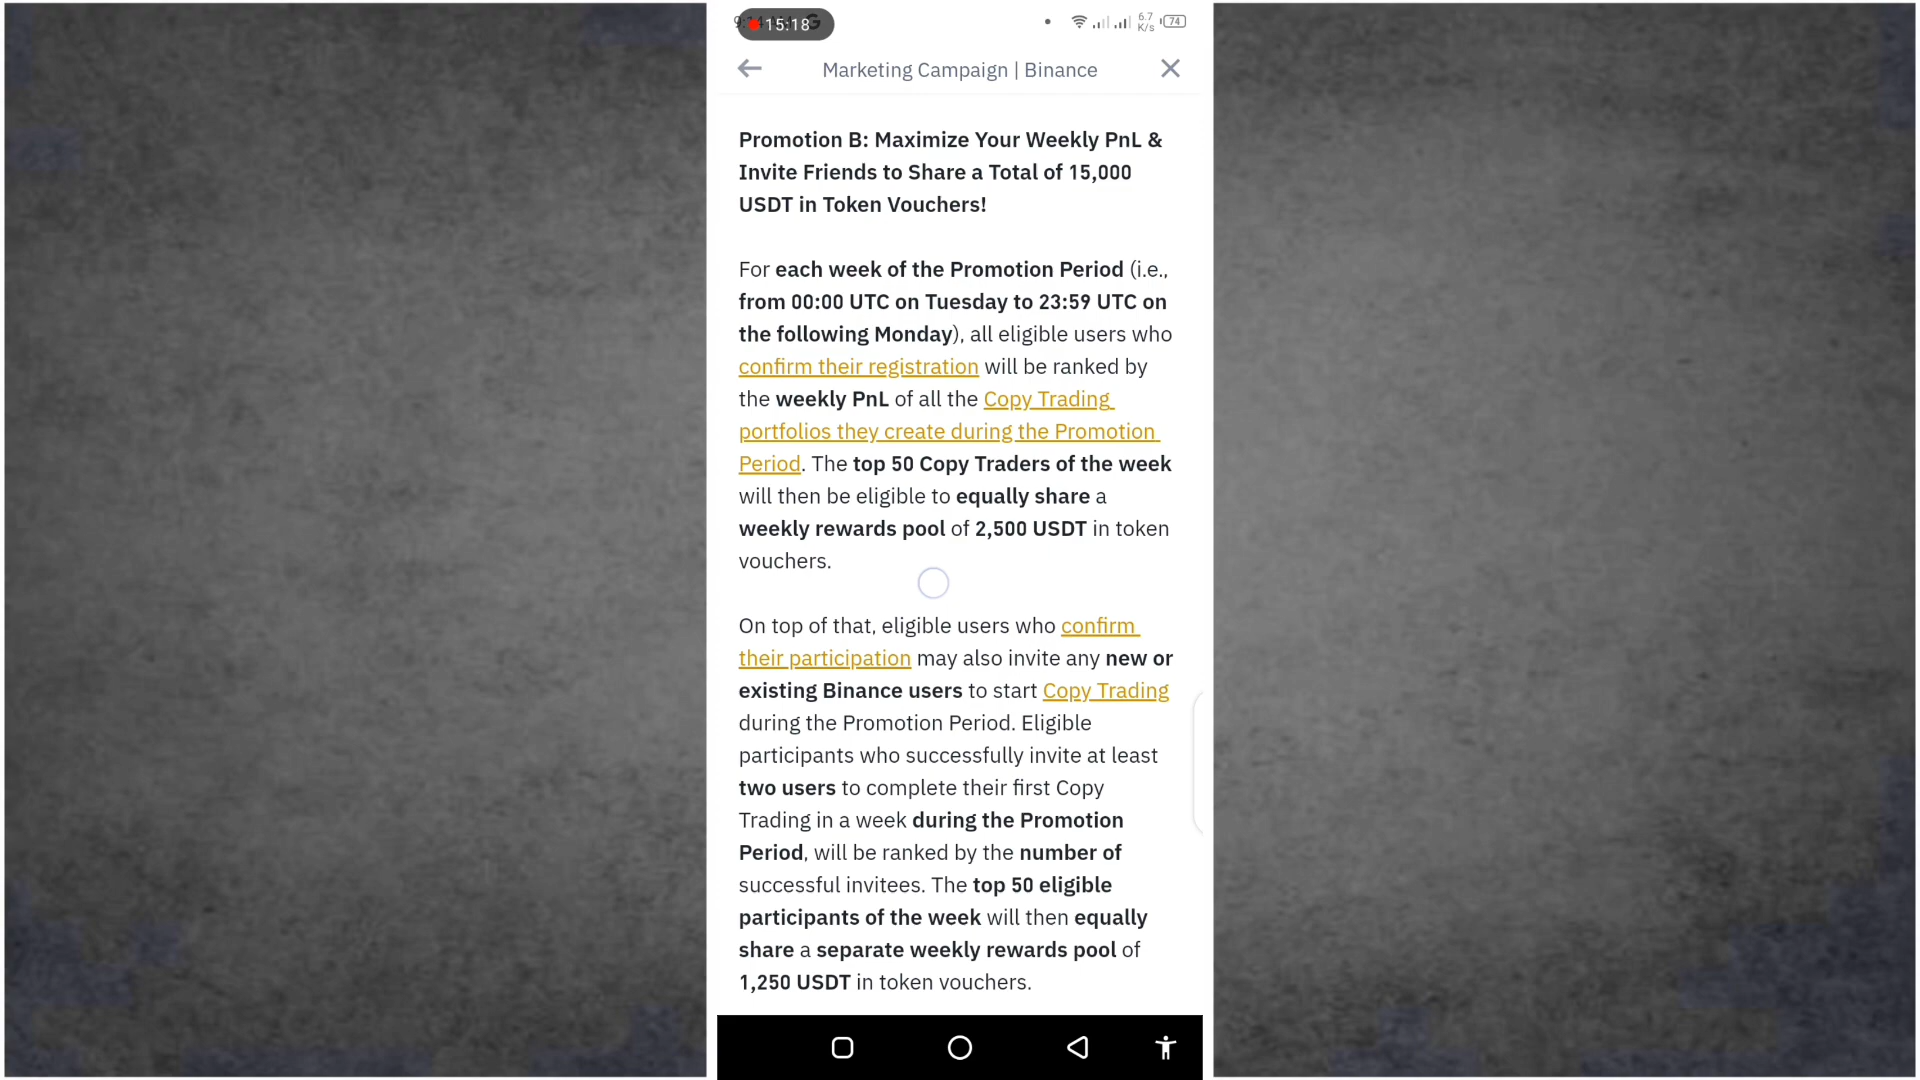 15:18
6.7
K/s
74
Marketing Campaign | Binance
Promotion B: Maximize Your Weekly PnL &
Invite Friends to Share a Total of 15,000
USDT in Token Vouchers!
For each week of the Promotion Period (i.e.,
from 00:00 UTC on Tuesday to 23:59 UTC on
the following Monday), all eligible users who
confirm their registration will be ranked by
the weekly PnL of all the Copy Trading
portfolios they create during the Promotion
Period. The top 50 Copy Traders of the week
will then be eligible to equally share a
weekly rewards pool of 2,500 USDT in token
vouchers.
On top of that, eligible users who confirm
their participation may also invite any new or
existing Binance users to start Copy Trading
during the Promotion Period. Eligible
participants who successfully invite at least
two users to complete their first Copy
Trading in a week during the Promotion
Period, will be ranked by the number of
successful invitees. The top 50 eligible
participants of the week will then equally
share a separate weekly rewards pool of
1,250 USDT in token vouchers.